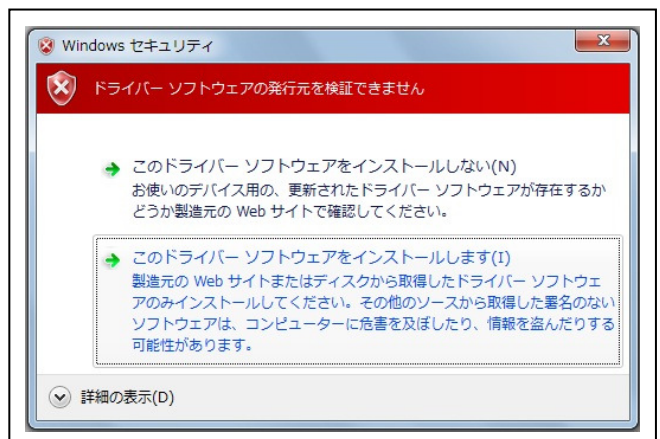 Windows セキュリティ
ドライバー ソフトウェアの発行元を検証できません
このドライバー ソフトウェアをインストールしない(N)
お使いのデバイス用の、更新されたドライバー ソフトウェアが存在するか
どうか製造元の Web サイトで確認してください。
このドライバー ソフトウェアをインストールします(I)
製造元の Web サイトまたはディスクから取得したドライバー ソフトウェ
アのみインストールしてください。その他のソースから取得した署名のない
ソフトウェアは、コンピューターに危害を及ぼしたり、情報を盗んだりする
可能性があります。
詳細の表示(D)